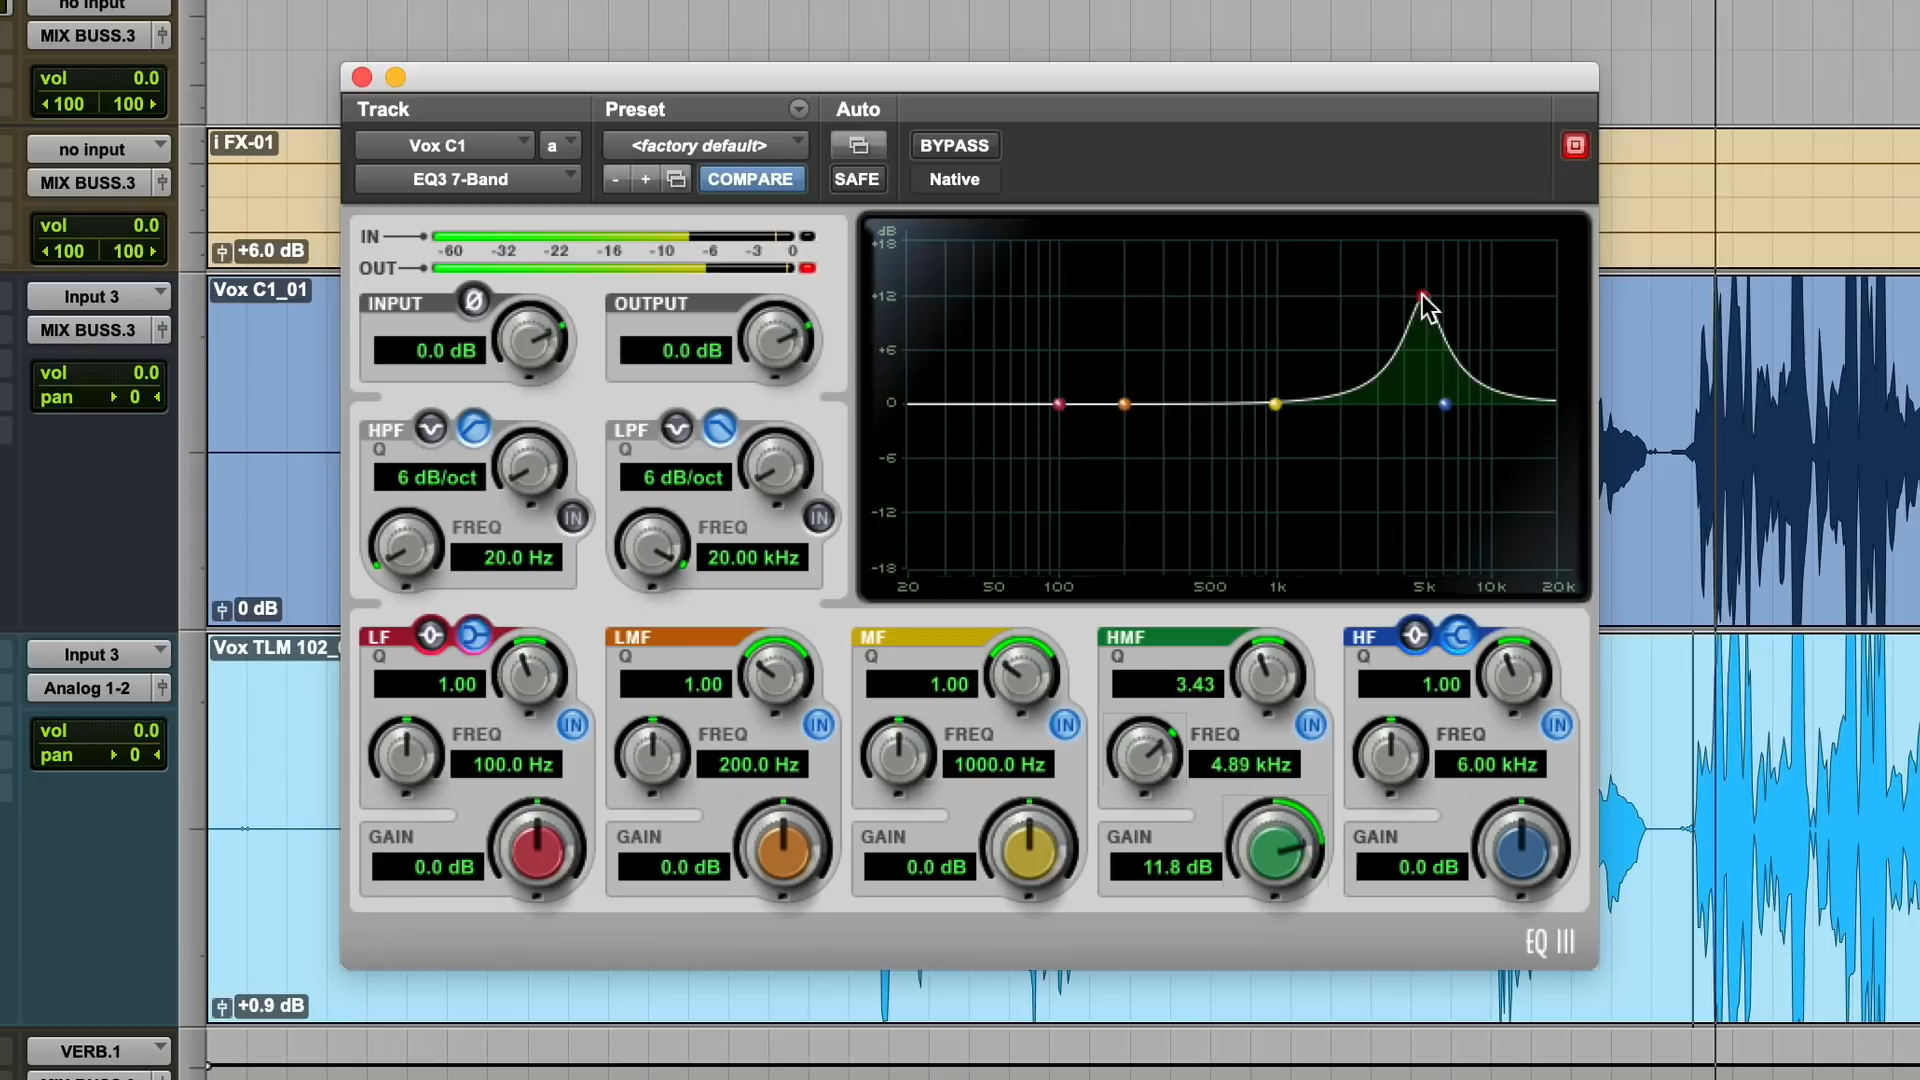 no input
MIX BUSS.3
vol 0.0
100 100
no input
MIX BUSS.3
vol 0.0
100 100
i FX-01
+6.0 dB
Input 3
MIX BUSS.3
vol 0.0
pan 0
Vox C1_01
0 dB
Input 3
Analog 1-2
vol 0.0
pan 0
Vox TLM 102_
+0.9 dB
VERB.1
Track Preset Auto
Vox C1 a <factory default> BYPASS
EQ3 7-Band - + COMPARE SAFE Native
IN
-60 -32 -22 -16 -10 -6 -3 0
OUT
INPUT Ø OUTPUT
0.0 dB 0.0 dB
HPF LPF
Q Q
6 dB/oct 6 dB/oct
IN IN
FREQ FREQ
20.0 Hz 20.00 kHz
dB
+18
+12
+6
0
-6
-12
-18
20 50 100 500 1k 5k 10k 20k
LF LMF MF HMF HF
Q Q Q Q Q
1.00 1.00 1.00 3.43 1.00
IN IN IN IN IN
FREQ FREQ FREQ FREQ FREQ
100.0 Hz 200.0 Hz 1000.0 Hz 4.89 kHz 6.00 kHz
GAIN GAIN GAIN GAIN GAIN
0.0 dB 0.0 dB 0.0 dB 11.8 dB 0.0 dB
EQ III